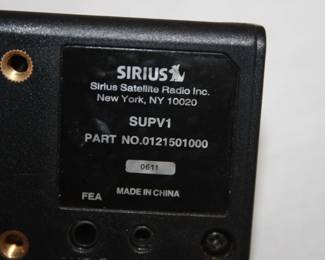 SIRIUS
Sirius Satellite Radio Inc.
New York, NY 10020
SUPV1
PART NO.0121501000
0611
MADE IN CHINA
FEA